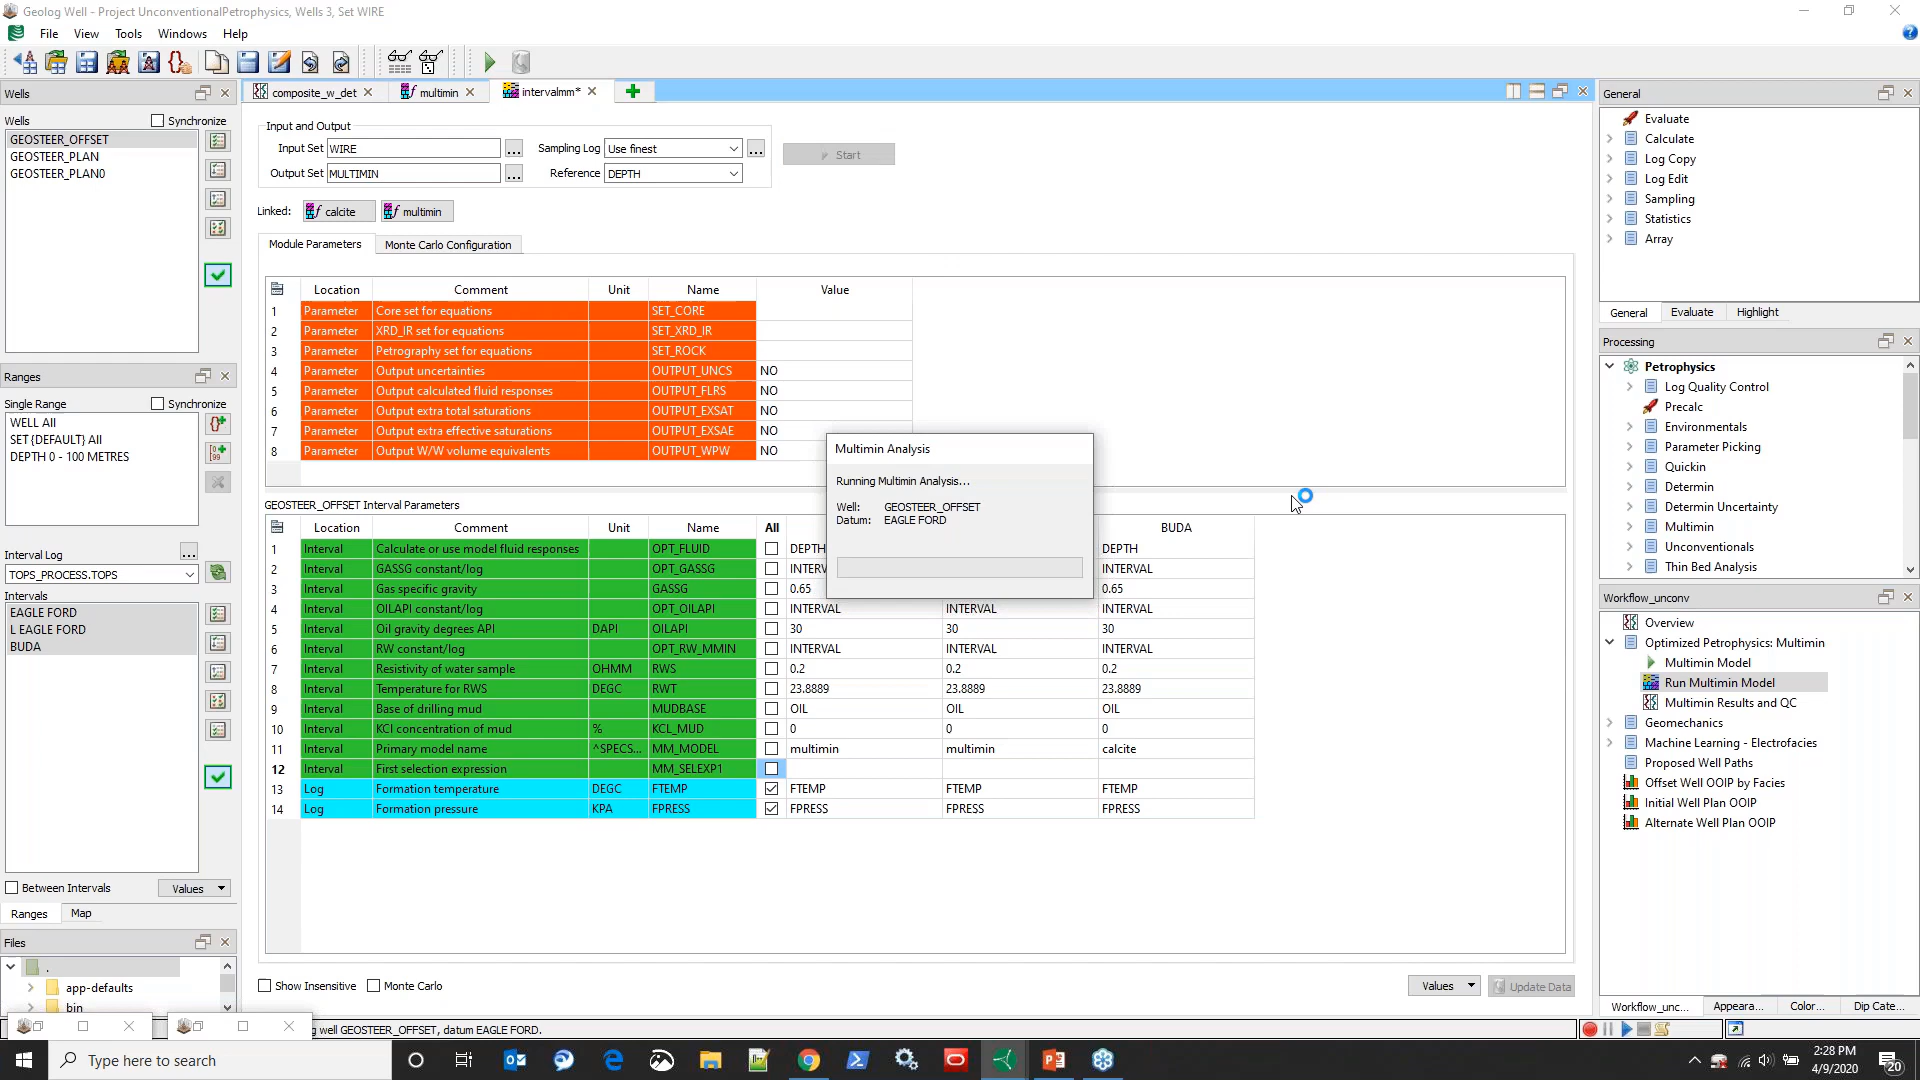 Geolog Well - Project UnconventionalPetrophysics, Wells 3, Set WIRE
File View Tools Windows Help
Wells
Wells Synchronize
GEOSTEER_OFFSET
GEOSTEER_PLAN
GEOSTEER_PLAN0
Ranges
Single Range Synchronize
WELL All
SET {DEFAULT} All
DEPTH 0 - 100 METRES
Interval Log ...
TOPS_PROCESS.TOPS
Intervals
EAGLE FORD
L EAGLE FORD
BUDA
Between Intervals Values
Ranges Map
Files
.
app-defaults
bin
composite_w_det multimin intervalmm*
Input and Output
Input Set WIRE ... Sampling Log Use finest ... Start
Output Set MULTIMIN ... Reference DEPTH
Linked: calcite multimin
Module Parameters Monte Carlo Configuration
Location Comment Unit Name Value
1 Parameter Core set for equations SET_CORE
2 Parameter XRD_IR set for equations SET_XRD_IR
3 Parameter Petrography set for equations SET_ROCK
4 Parameter Output uncertainties OUTPUT_UNCS NO
5 Parameter Output calculated fluid responses OUTPUT_FLRS NO
6 Parameter Output extra total saturations OUTPUT_EXSAT NO
7 Parameter Output extra effective saturations OUTPUT_EXSAE NO
8 Parameter Output W/W volume equivalents OUTPUT_WPW NO
Multimin Analysis
Running Multimin Analysis...
Well: GEOSTEER_OFFSET
Datum: EAGLE FORD
GEOSTEER_OFFSET Interval Parameters
Location Comment Unit Name All BUDA
1 Interval Calculate or use model fluid responses OPT_FLUID DEPTH DEPTH
2 Interval GASSG constant/log OPT_GASSG INTERV INTERVAL
3 Interval Gas specific gravity GASSG 0.65 0.65
4 Interval OILAPI constant/log OPT_OILAPI INTERVAL INTERVAL INTERVAL
5 Interval Oil gravity degrees API DAPI OILAPI 30 30 30
6 Interval RW constant/log OPT_RW_MMIN INTERVAL INTERVAL INTERVAL
7 Interval Resistivity of water sample OHMM RWS 0.2 0.2 0.2
8 Interval Temperature for RWS DEGC RWT 23.8889 23.8889 23.8889
9 Interval Base of drilling mud MUDBASE OIL OIL OIL
10 Interval KCl concentration of mud % KCL_MUD 0 0 0
11 Interval Primary model name ^SPECS... MM_MODEL multimin multimin calcite
12 Interval First selection expression MM_SELEXP1
13 Log Formation temperature DEGC FTEMP FTEMP FTEMP FTEMP
14 Log Formation pressure KPA FPRESS FPRESS FPRESS FPRESS
Show Insensitive Monte Carlo Values Update Data
g well GEOSTEER_OFFSET, datum EAGLE FORD.
General
Evaluate
Calculate
Log Copy
Log Edit
Sampling
Statistics
Array
General Evaluate Highlight
Processing
Petrophysics
Log Quality Control
Precalc
Environmentals
Parameter Picking
Quickin
Determin
Determin Uncertainty
Multimin
Unconventionals
Thin Bed Analysis
Workflow_unconv
Overview
Optimized Petrophysics: Multimin
Multimin Model
Run Multimin Model
Multimin Results and QC
Geomechanics
Machine Learning - Electrofacies
Proposed Well Paths
Offset Well OOIP by Facies
Initial Well Plan OOIP
Alternate Well Plan OOIP
Workflow_unc... Appeara... Color... Dip Cate...
Type here to search
2:28 PM
4/9/2020
20